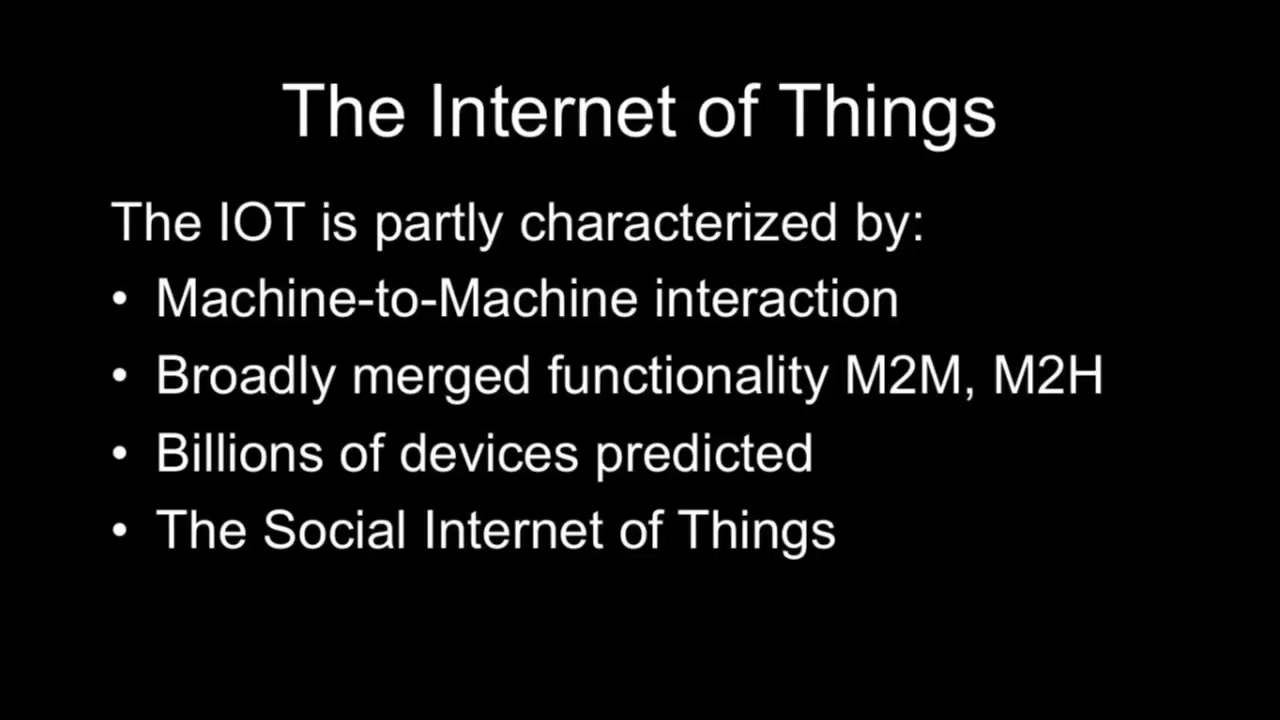 The Internet of Things
The IOT is partly characterized by:
• Machine-to-Machine interaction
• Broadly merged functionality M2M, M2H
• Billions of devices predicted
• The Social Internet of Things